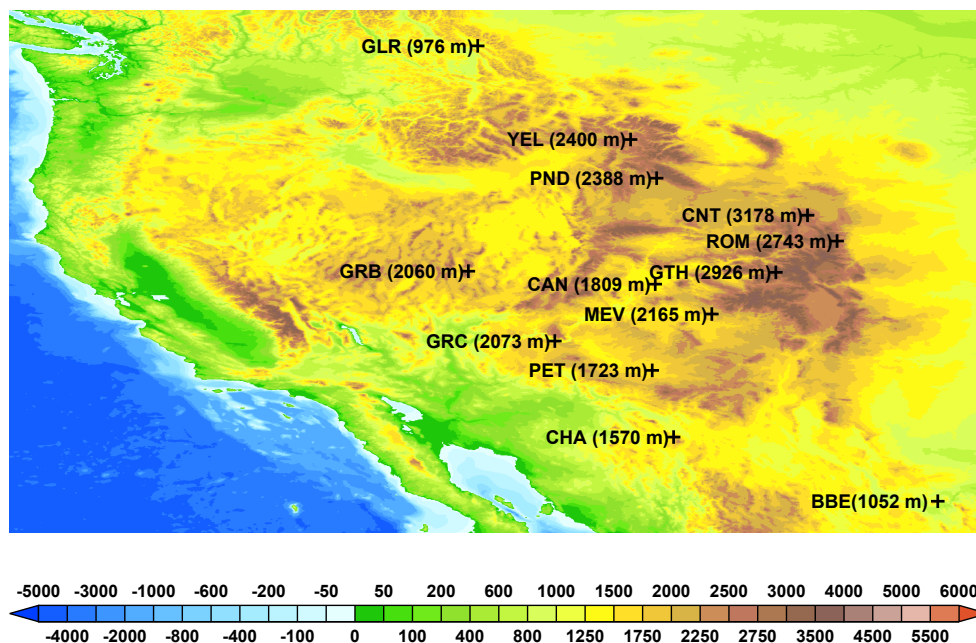 GLR (976 m)
YEL (2400 m)
PND (2388 m)
CNT (3178 m)
ROM (2743 m)
GRB (2060 m)
GTH (2926 m)
CAN (1809 m)
MEV (2165 m)
GRC (2073 m)
PET (1723 m)
CHA (1570 m)
BBE(1052 m)
-5000 -3000 -1000 -600 -200 -50 50 200 600 1000 1500 2000 2500 3000 4000 5000 6000
-4000 -2000 -800 -400 -100 0 100 400 800 1250 1750 2250 2750 3500 4500 5500